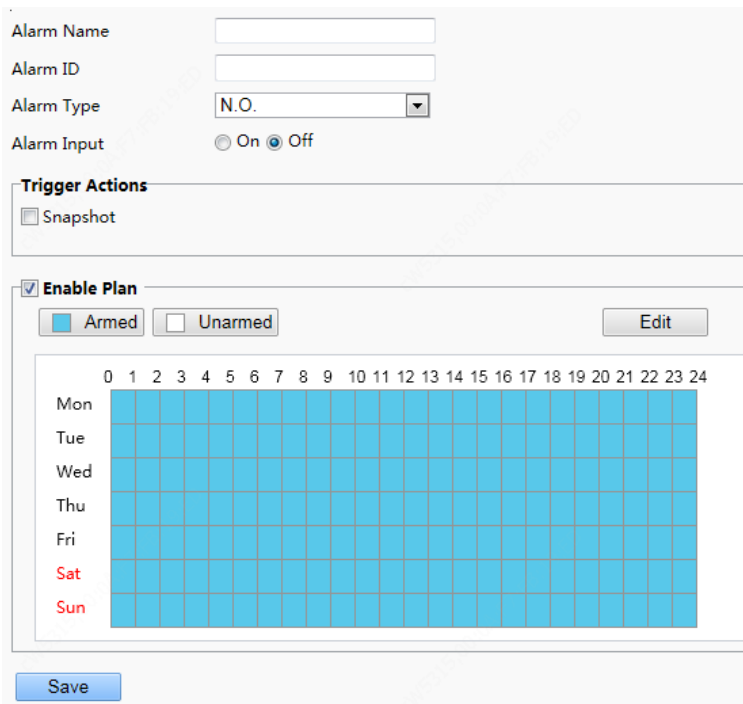 Alarm Name
Alarm ID
Alarm Type N.O.
Alarm Input On Off
Trigger Actions
Snapshot
Enable Plan
Armed Unarmed Edit
0 1 2 3 4 5 6 7 8 9 10 11 12 13 14 15 16 17 18 19 20 21 22 23 24
Mon
Tue
Wed
Thu
Fri
Sat
Sun
Save